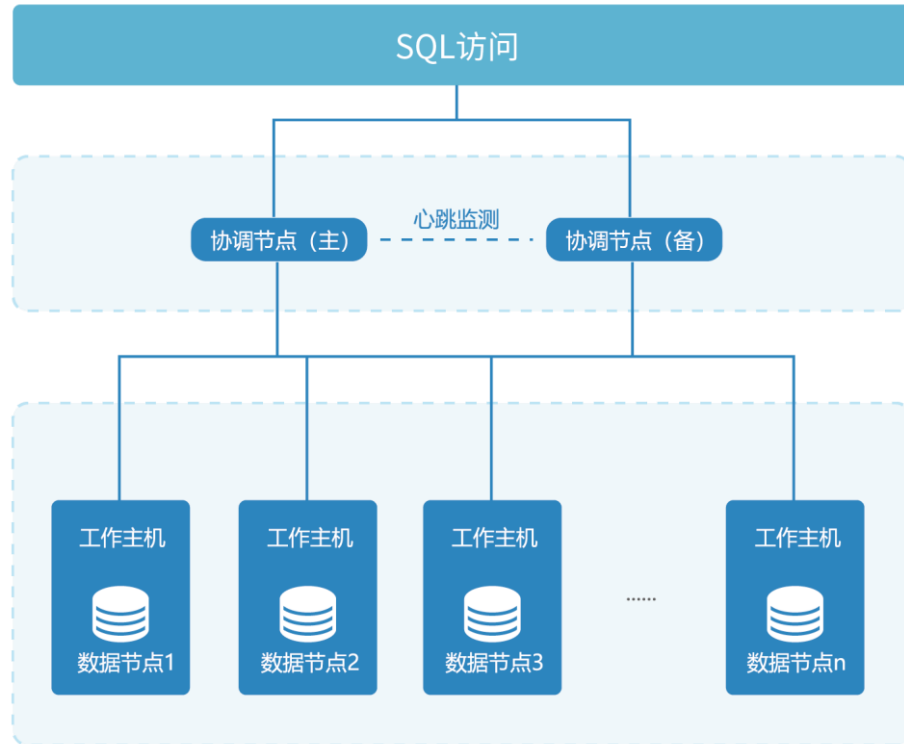 SQL访问
心跳监测
协调节点（主）
协调节点（备）
工作主机
工作主机
工作主机
工作主机
......
数据节点1
数据节点2
数据节点3
数据节点n